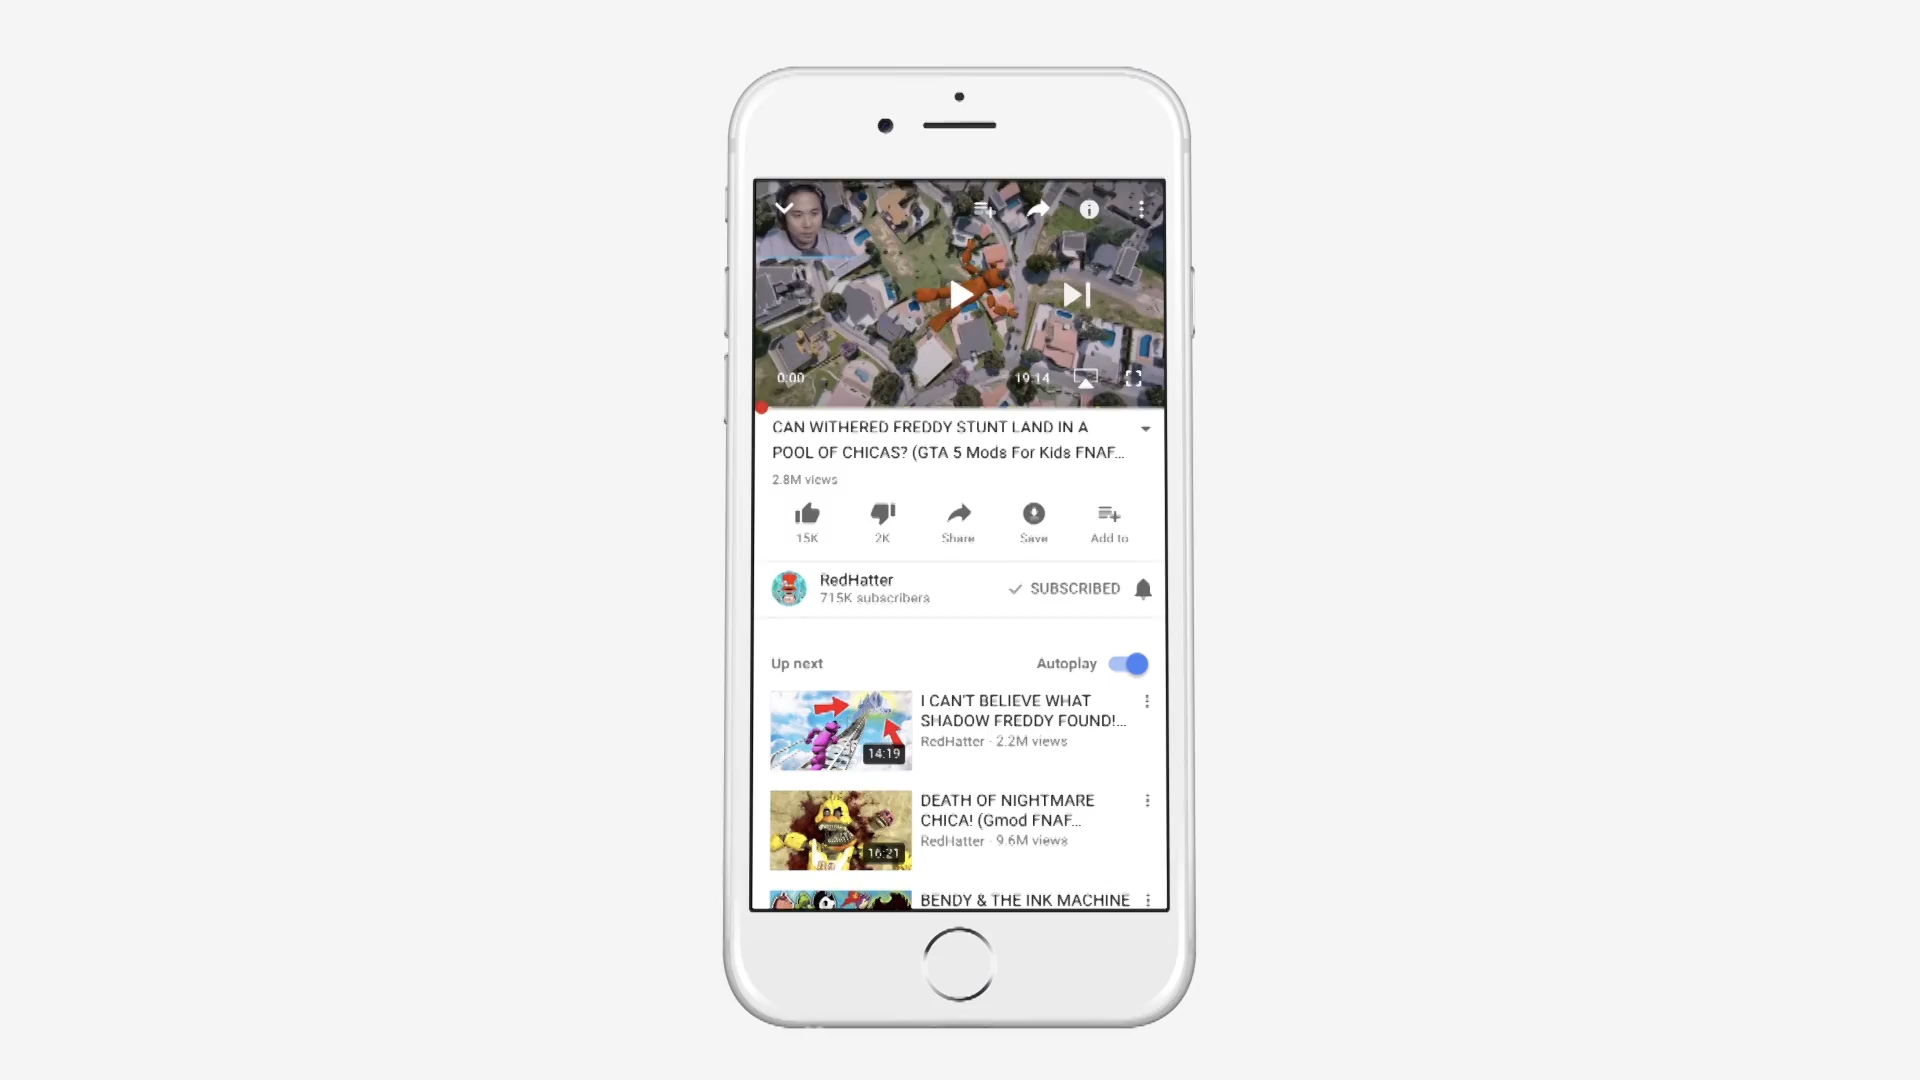 0:00
19:14
CAN WITHERED FREDDY STUNT LAND IN A
POOL OF CHICAS? (GTA 5 Mods For Kids FNAF...
2.8M views
15K
2K
Share
Save
Add to
RedHatter
715K subscribers
SUBSCRIBED
Up next
Autoplay
14:19
I CAN'T BELIEVE WHAT
SHADOW FREDDY FOUND!...
RedHatter · 2.2M views
16:21
DEATH OF NIGHTMARE
CHICA! (Gmod FNAF...
RedHatter · 9.6M views
BENDY & THE INK MACHINE